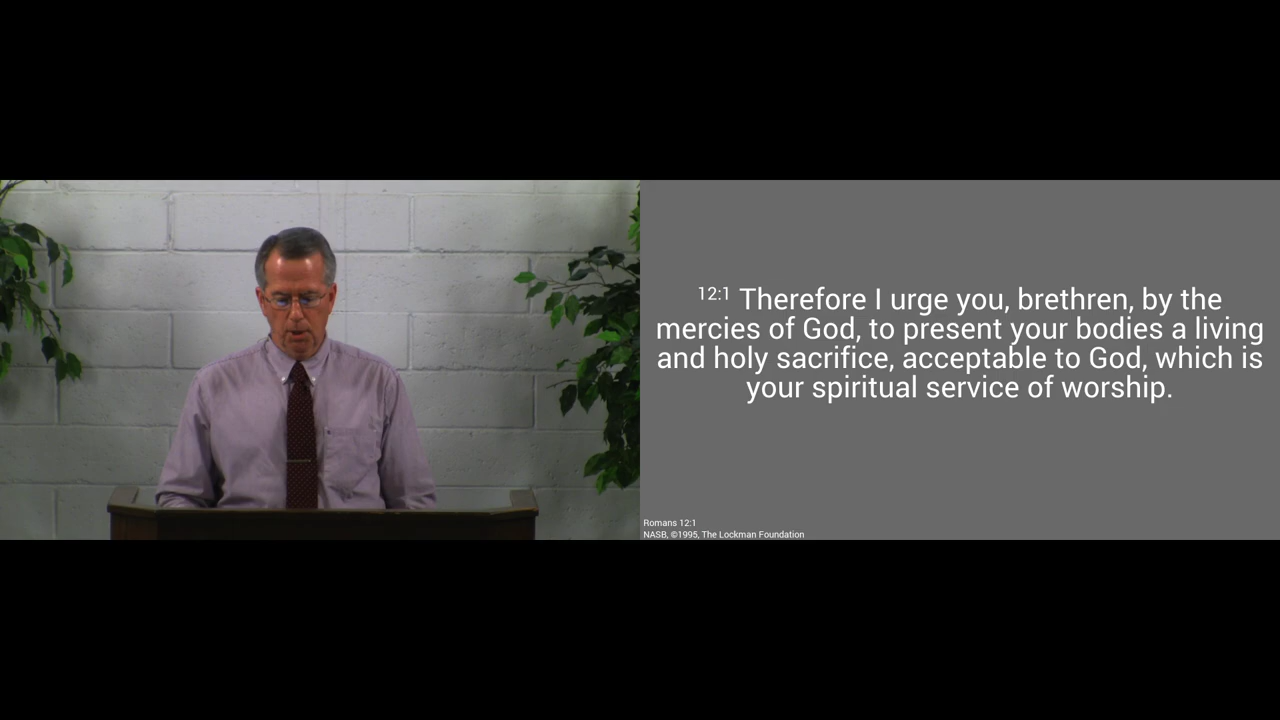 12:1 Therefore I urge you, brethren, by the
mercies of God, to present your bodies a living
and holy sacrifice, acceptable to God, which is
your spiritual service of worship.
Romans 12:1
NASB, ©1995, The Lockman Foundation